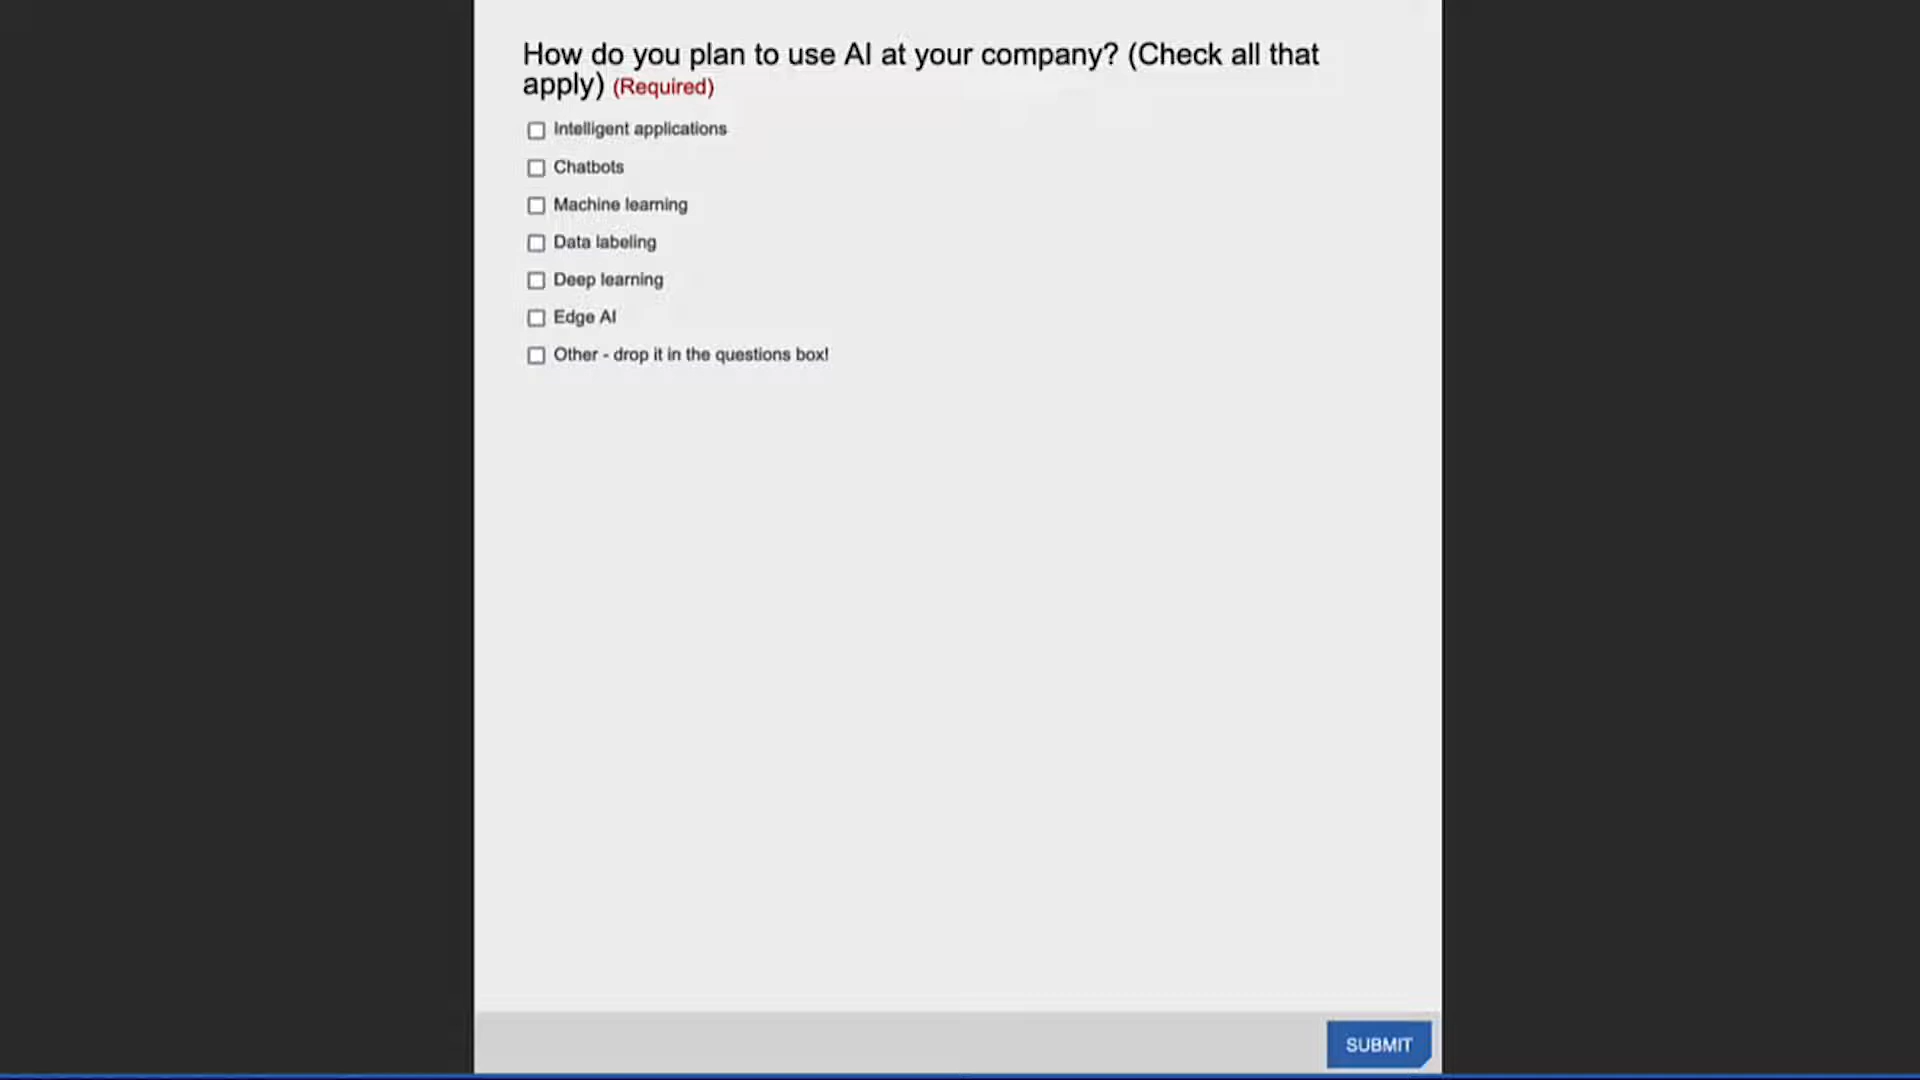 How do you plan to use AI at your company? (Check all that
apply) (Required)
Intelligent applications
Chatbots
Machine learning
Data labeling
Deep learning
Edge AI
Other - drop it in the questions box!
SUBMIT